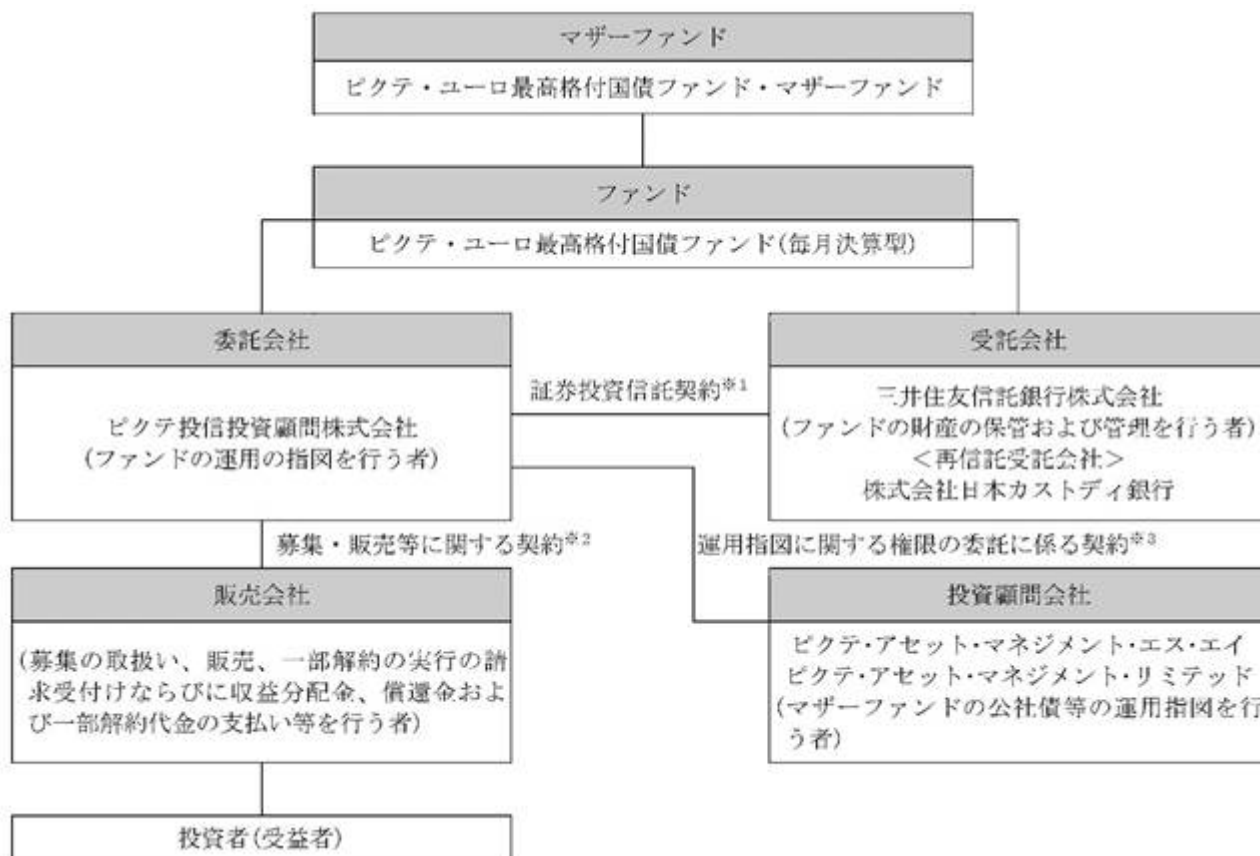 マザーファンド
ピクテ・ユーロ最高格付国債ファンド・マザーファンド
ファンド
ピクテ・ユーロ最高格付国債ファンド(毎月決算型)
委託会社
ピクテ投信投資顧問株式会社
(ファンドの運用の指図を行う者)
証券投資信託契約※1
受託会社
三井住友信託銀行株式会社
(ファンドの財産の保管および管理を行う者)
<再信託受託会社>
株式会社日本カストディ銀行
募集・販売等に関する契約※2
運用指図に関する権限の委託に係る契約※3
販売会社
(募集の取扱い、販売、一部解約の実行の請
求受付けならびに収益分配金、償還金およ
び一部解約代金の支払い等を行う者)
投資顧問会社
ピクテ・アセット・マネジメント・エス・エイ
ピクテ・アセット・マネジメント・リミテッド
(マザーファンドの公社債等の運用指図を行
う者)
投資者(受益者)